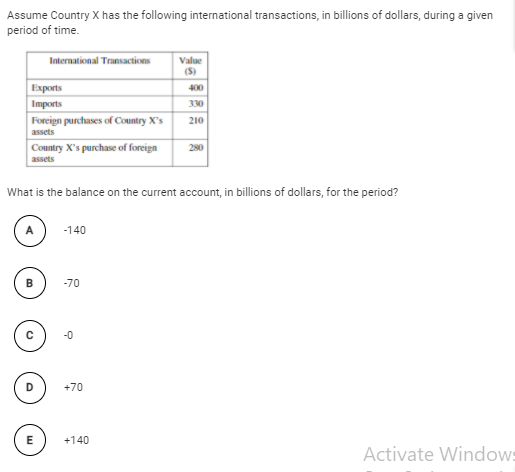 Assume Country X has the following international transactions, in billions of dollars, during a given
period of time.
International Transactions Value
($)
Exports 400
Imports 330
Foreign purchases of Country X's 210
assets
Country X's purchase of foreign 280
assets
What is the balance on the current account, in billions of dollars, for the period?
A -140
B -70
C -0
D +70
E +140
Activate Windows